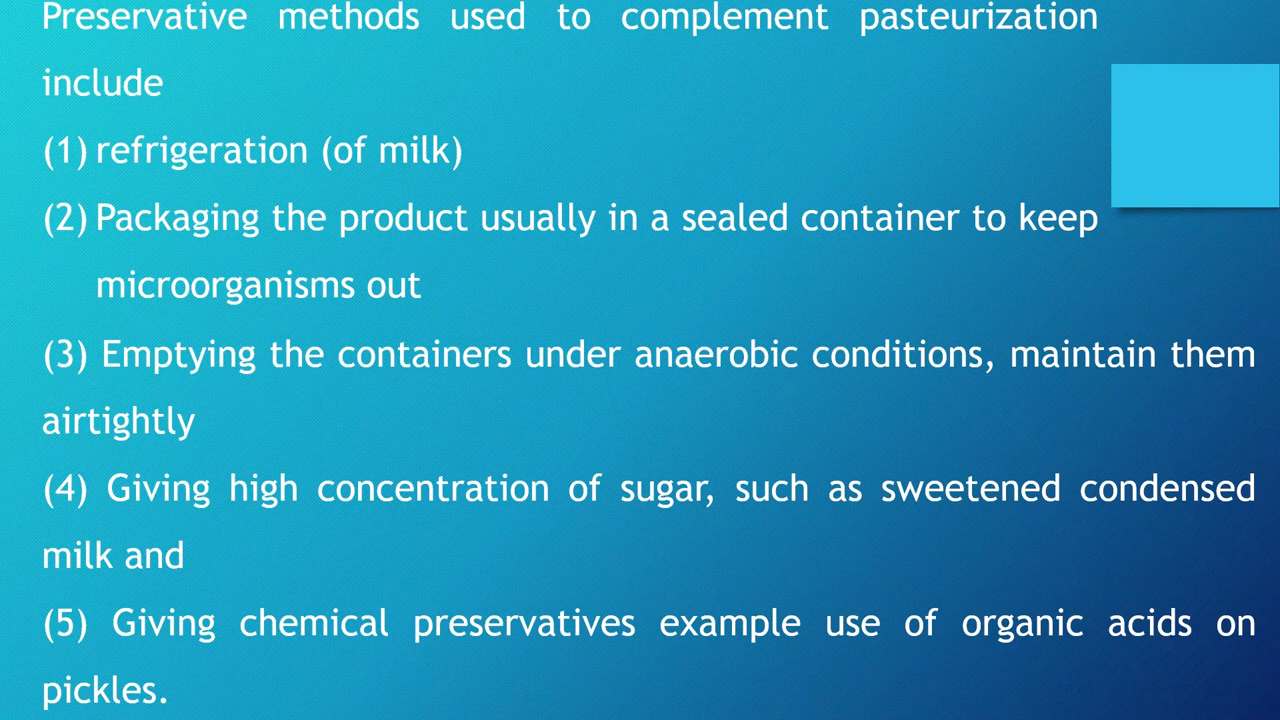 Preservative methods used to complement pasteurization
include
(1) refrigeration (of milk)
(2) Packaging the product usually in a sealed container to keep
microorganisms out
(3) Emptying the containers under anaerobic conditions, maintain them
airtightly
(4) Giving high concentration of sugar, such as sweetened condensed
milk and
(5) Giving chemical preservatives example use of organic acids on
pickles.